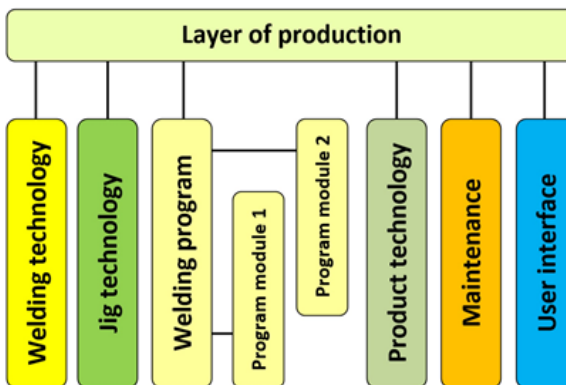 Layer of production
Welding technology
Jig technology
Welding program
Program module 1
Program module 2
Product technology
Maintenance
User interface